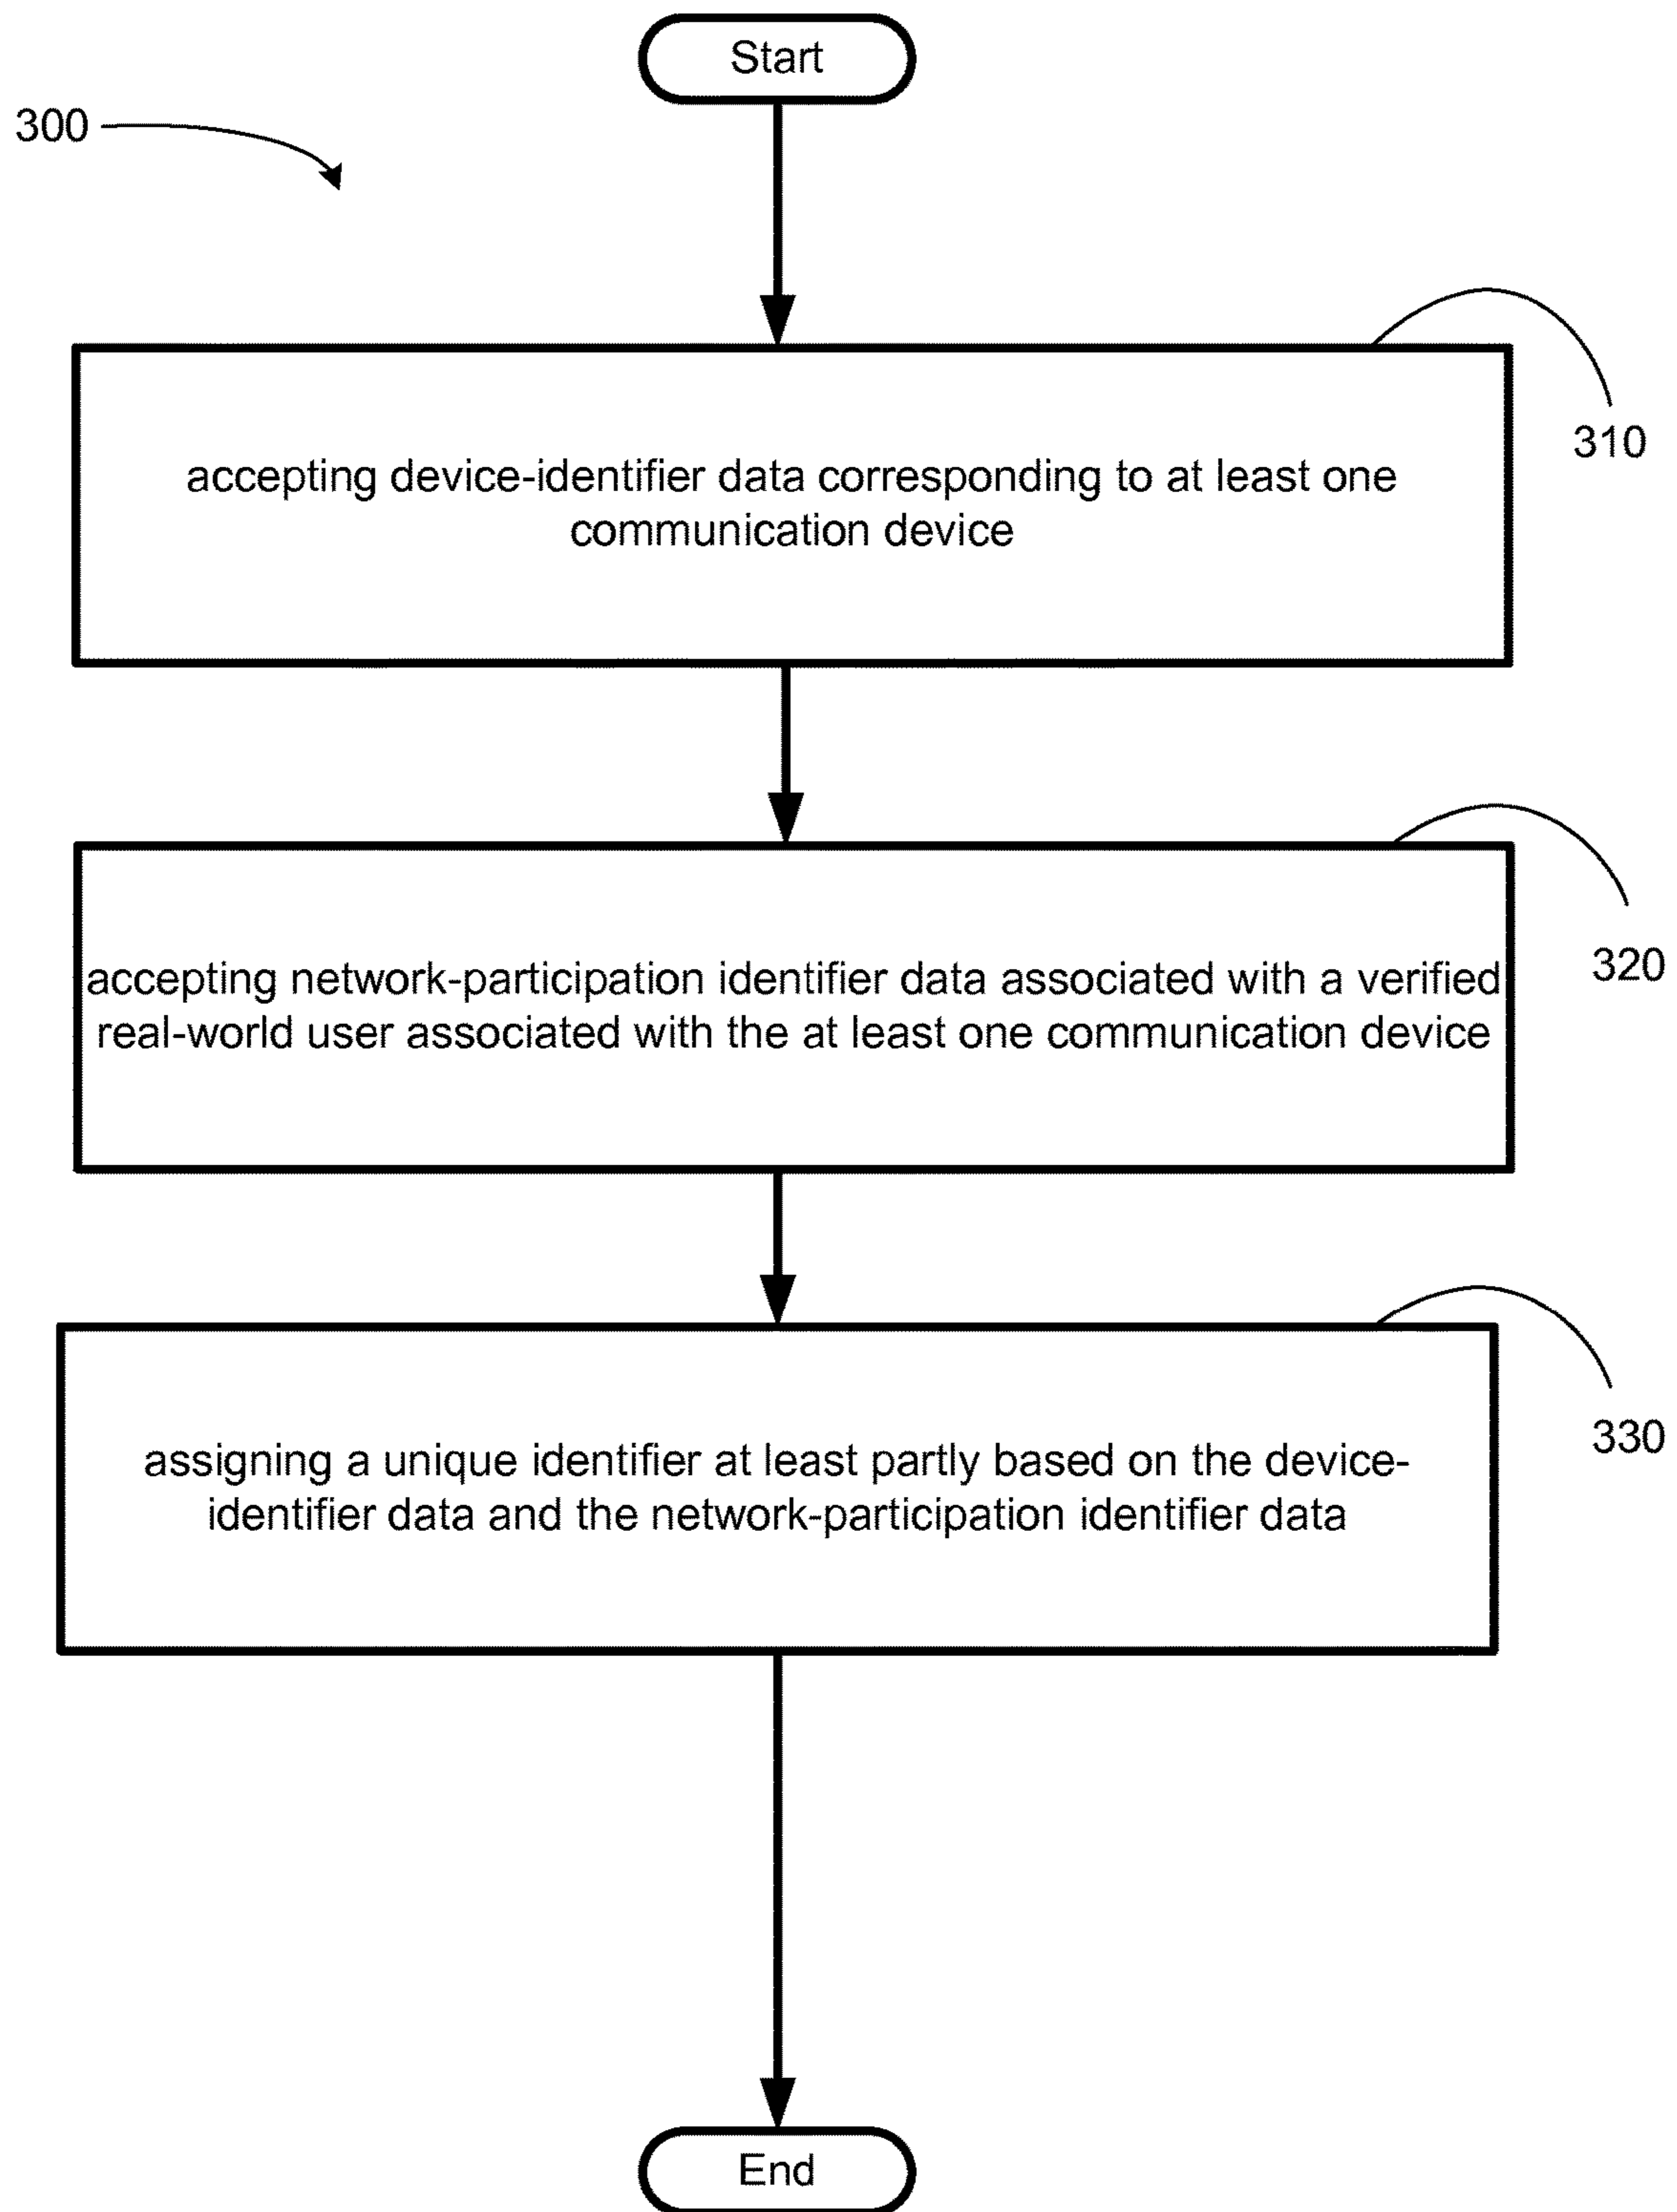 Start
300
310
accepting device-identifier data corresponding to at least one
communication device
320
accepting network-participation identifier data associated with a verified
real-world user associated with the at least one communication device
330
assigning a unique identifier at least partly based on the device-
identifier data and the network-participation identifier data
End